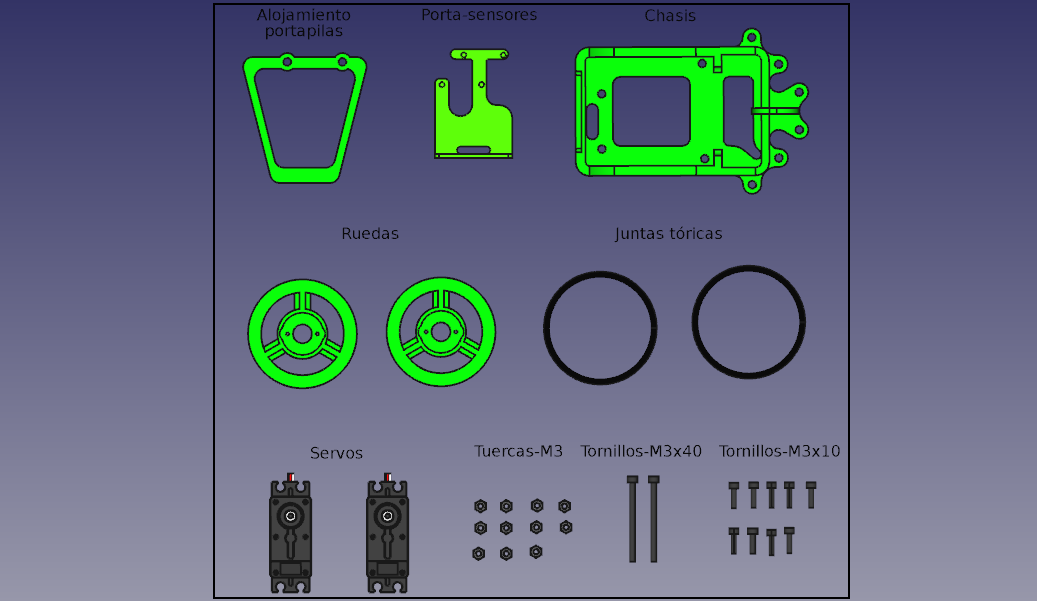 Alojamiento
portapilas
Porta-sensores
Chasis
Ruedas
Juntas tóricas
Servos
Tuercas-M3
Tornillos-M3x40
Tornillos-M3x10